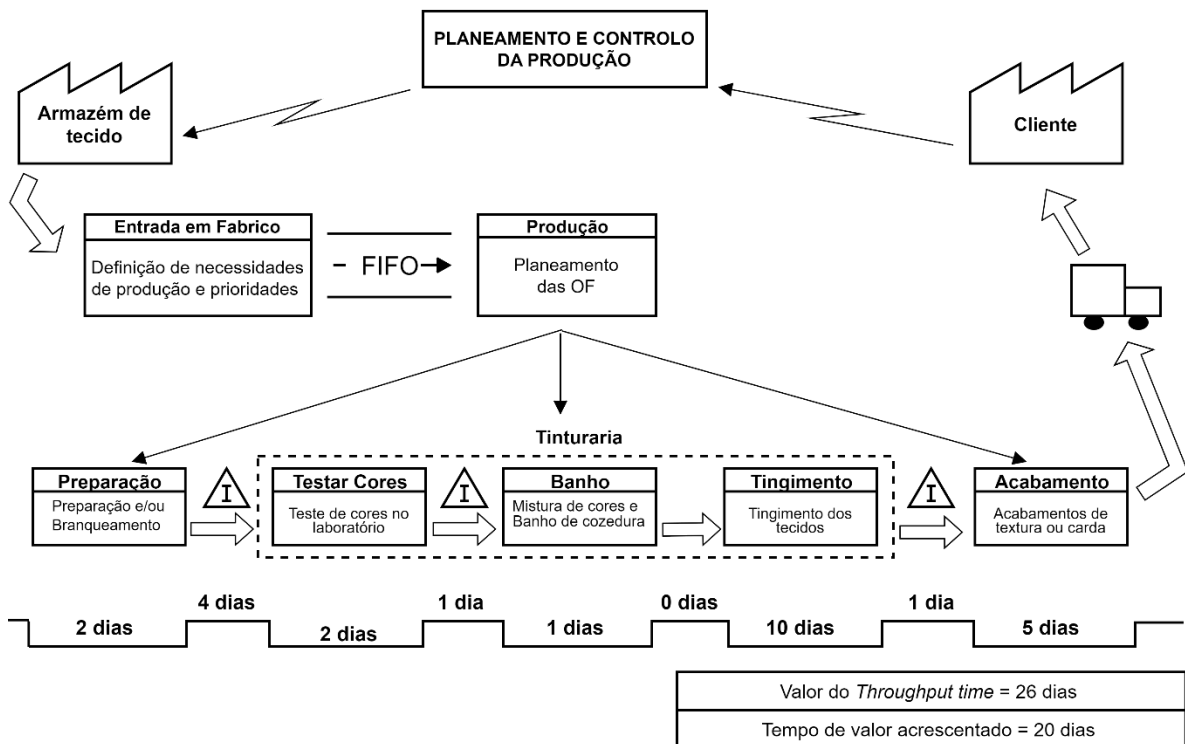 PLANEAMENTO E CONTROLO
DA PRODUÇÃO
Armazém de
tecido
Cliente
Entrada em Fabrico
Definição de necessidades
de produção e prioridades
FIFO
Produção
Planeamento
das OF
Tinturaria
Preparação
Preparação e/ou
Branqueamento
I
Testar Cores
Teste de cores no
laboratório
I
Banho
Mistura de cores e
Banho de cozedura
Tingimento
Tingimento dos
tecidos
I
Acabamento
Acabamentos de
textura ou carda
2 dias
4 dias
2 dias
1 dia
1 dias
0 dias
10 dias
1 dia
5 dias
Valor do Throughput time = 26 dias
Tempo de valor acrescentado = 20 dias